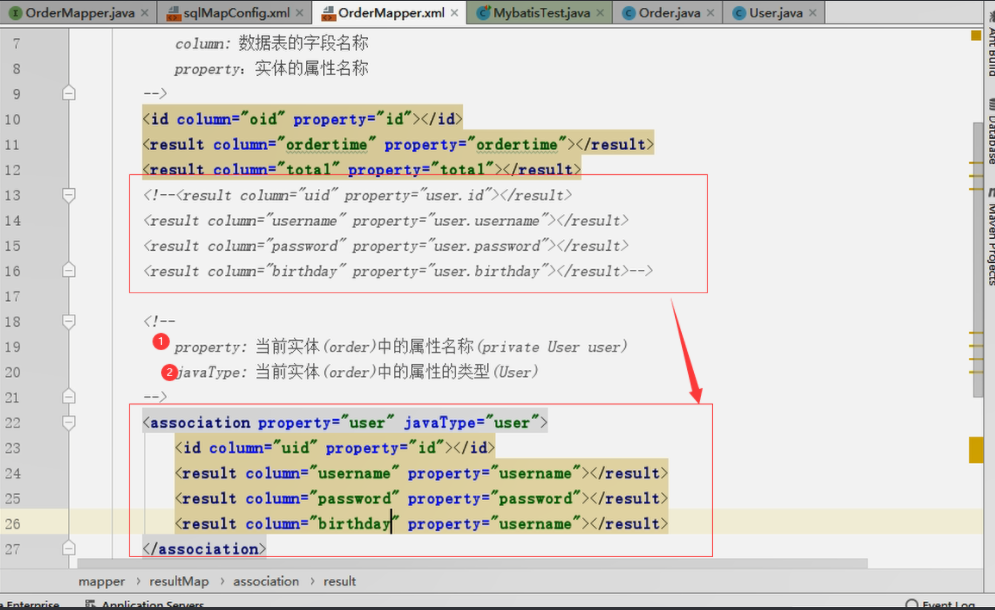 OrderMapper.java × sqlMapConfig.xml × OrderMapper.xml × MybatisTest.java × Order.java × User.java ×
7 column: 数据表的字段名称
8 property：实体的属性名称
9 -->
10 <id column="oid" property="id"></id>
11 <result column="ordertime" property="ordertime"></result>
12 <result column="total" property="total"></result>
13 <!--<result column="uid" property="user.id"></result>
14 <result column="username" property="user.username"></result>
15 <result column="password" property="user.password"></result>
16 <result column="birthday" property="user.birthday"></result>-->
17
18 <!--
19 1 property: 当前实体(order)中的属性名称(private User user)
20 2 javaType: 当前实体(order)中的属性的类型(User)
21 -->
22 <association property="user" javaType="user">
23 <id column="uid" property="id"></id>
24 <result column="username" property="username"></result>
25 <result column="password" property="password"></result>
26 <result column="birthday" property="username"></result>
27 </association>
mapper › resultMap › association › result
Enterprise Application Servers Event Log
Ant Build
Database
Maven Projects